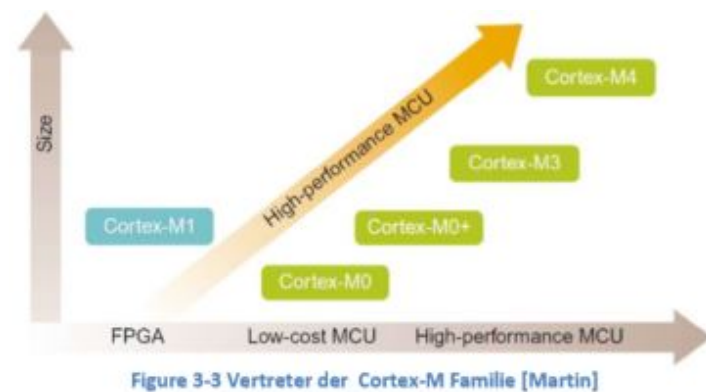 Size
High-performance MCU
Cortex-M4
Cortex-M3
Cortex-M1
Cortex-M0+
Cortex-M0
FPGA
Low-cost MCU
High-performance MCU
Figure 3-3 Vertreter der Cortex-M Familie [Martin]